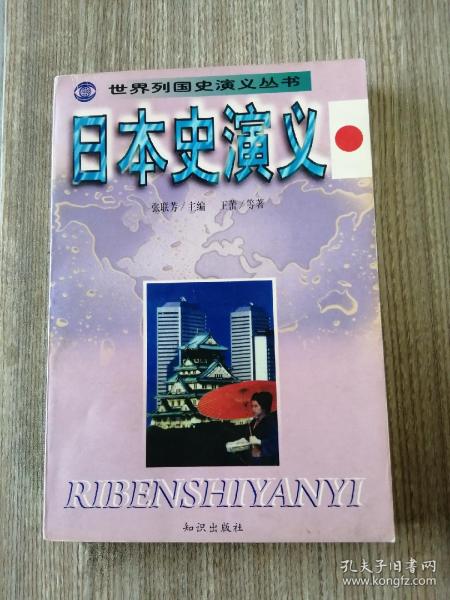 世界列国史演义丛书
日本史演义
张联芳／主编 王蕾／等著
RIBENSHIYANYI
知识出版社
孔夫子旧书网
www.kongfz.com